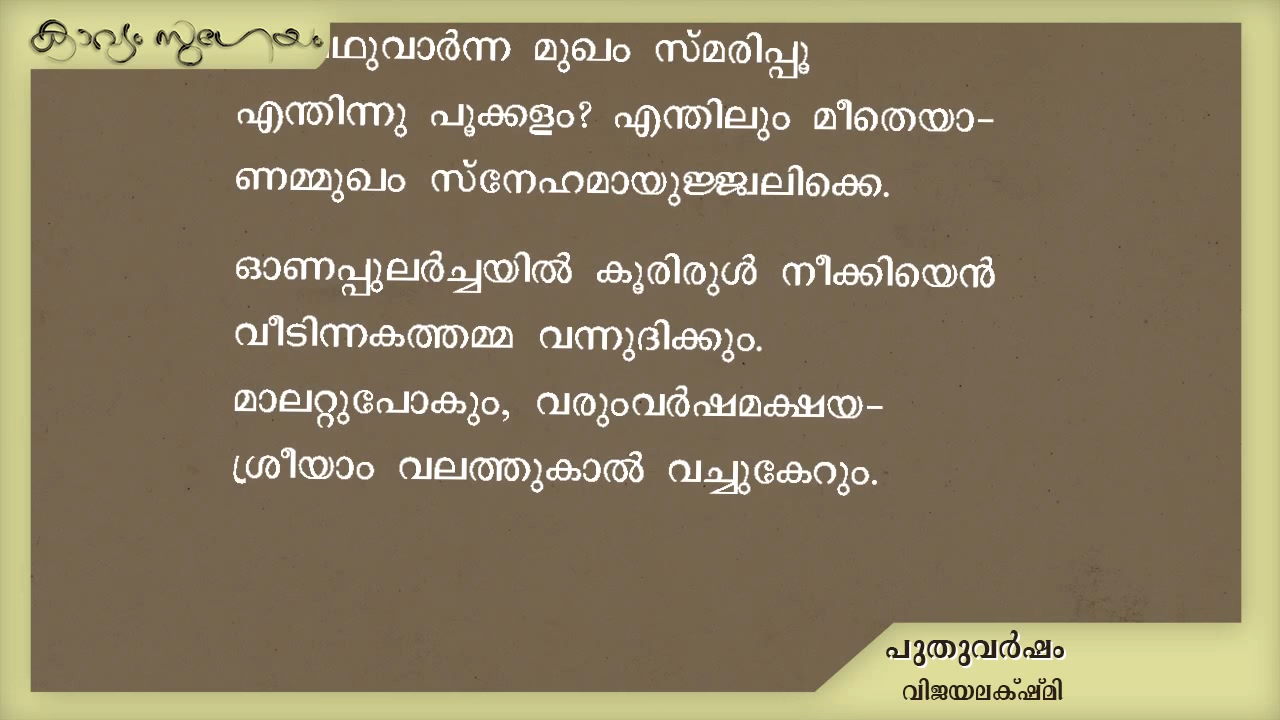 കാവ്യം സുഗേയം
മുഖം സ്മരിപ്പൂ
എന്തിന്നു പൂക്കളം? എന്തിലും മീതെയാ-
ണമ്മുഖം സ്നേഹമായുജ്ജ്വലിക്കെ.
ഓണപ്പുലർച്ചയിൽ കൂരിരുൾ നീക്കിയെൻ
വീടിന്നകത്തമ്മ വന്നുദിക്കും.
മാലറ്റുപോകും, വരുംവർഷമക്ഷയ-
ശ്രീയാം വലത്തുകാൽ വച്ചുകേറും.
പുതുവർഷം
വിജയലക്ഷ്മി